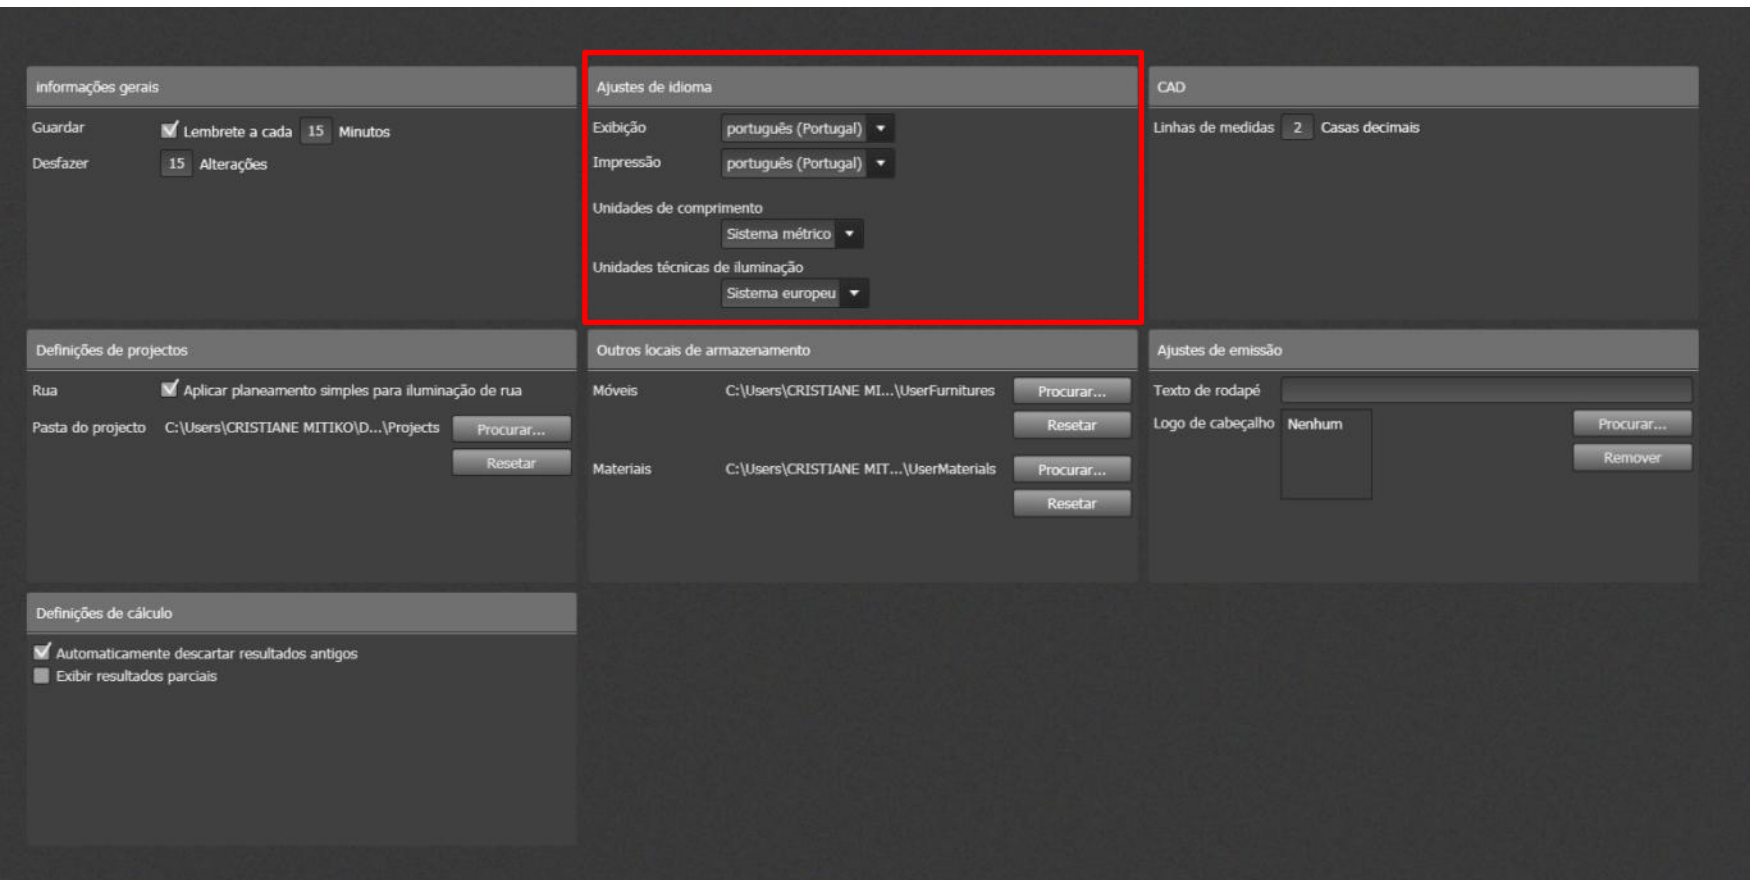 informações gerais
Guardar
Lembrete a cada 15 Minutos
Desfazer
15 Alterações
Ajustes de idioma
Exibição português (Portugal)
Impressão português (Portugal)
Unidades de comprimento
Sistema métrico
Unidades técnicas de iluminação
Sistema europeu
CAD
Linhas de medidas 2 Casas decimais
Definições de projectos
Rua Aplicar planeamento simples para iluminação de rua
Pasta do projecto C:\Users\CRISTIANE MITIKO\D...\Projects Procurar...
Resetar
Outros locais de armazenamento
Móveis C:\Users\CRISTIANE MI...\UserFurnitures Procurar...
Resetar
Materiais C:\Users\CRISTIANE MIT...\UserMaterials Procurar...
Resetar
Ajustes de emissão
Texto de rodapé
Logo de cabeçalho Nenhum Procurar...
Remover
Definições de cálculo
Automaticamente descartar resultados antigos
Exibir resultados parciais